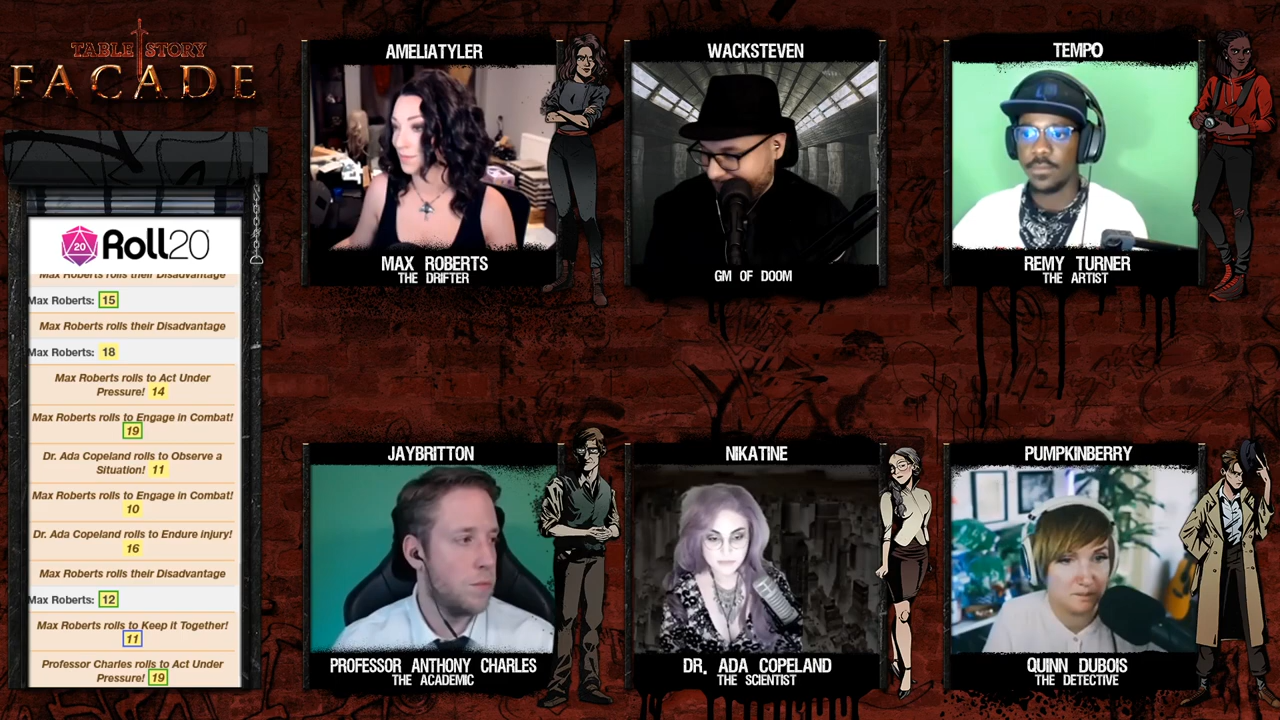 TABLE STORY
FACADE
20
Roll20
Max Roberts rolls their Disadvantage
Max Roberts: 15
Max Roberts rolls their Disadvantage
Max Roberts: 18
Max Roberts rolls to Act Under
Pressure! 14
Max Roberts rolls to Engage in Combat!
19
Dr. Ada Copeland rolls to Observe a
Situation! 11
Max Roberts rolls to Engage in Combat!
10
Dr. Ada Copeland rolls to Endure injury!
16
Max Roberts rolls their Disadvantage
Max Roberts: 12
Max Roberts rolls to Keep it Together!
11
Professor Charles rolls to Act Under
Pressure! 19
AMELIATYLER
MAX ROBERTS
THE DRIFTER
WACKSTEVEN
GM OF DOOM
TEMPO
REMY TURNER
THE ARTIST
JAYBRITTON
PROFESSOR ANTHONY CHARLES
THE ACADEMIC
NIKATINE
DR. ADA COPELAND
THE SCIENTIST
PUMPKINBERRY
QUINN DUBOIS
THE DETECTIVE